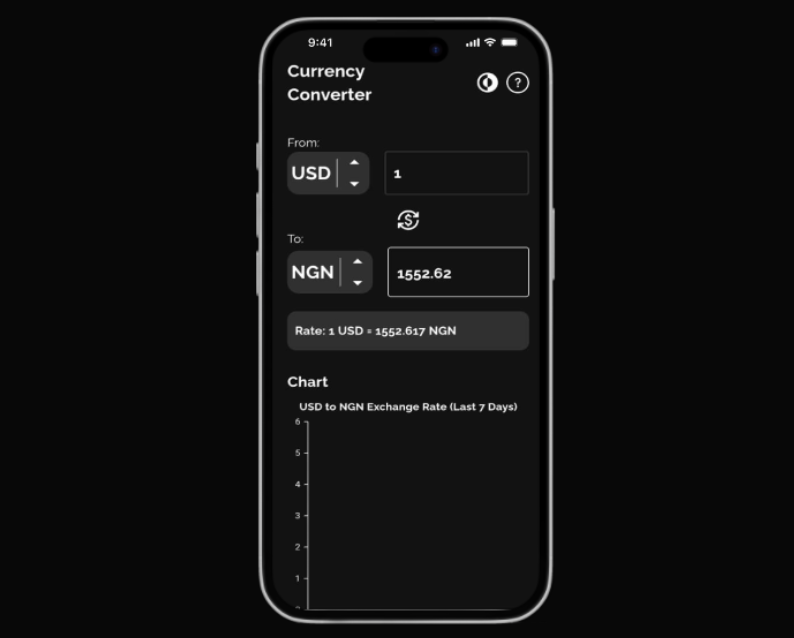 9:41
Currency
Converter
?
From:
USD
1
$
To:
NGN
1552.62
Rate: 1 USD = 1552.617 NGN
Chart
USD to NGN Exchange Rate (Last 7 Days)
6
5
4
3
2
1